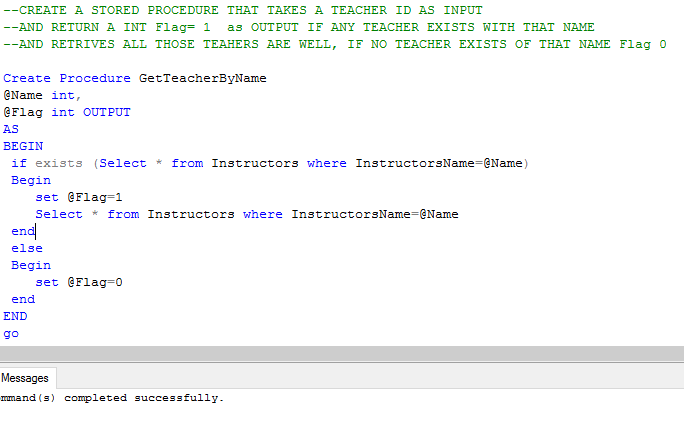 --CREATE A STORED PROCEDURE THAT TAKES A TEACHER ID AS INPUT
--AND RETURN A INT Flag= 1  as OUTPUT IF ANY TEACHER EXISTS WITH THAT NAME
--AND RETRIVES ALL THOSE TEAHERS ARE WELL, IF NO TEACHER EXISTS OF THAT NAME Flag 0
Create Procedure GetTeacherByName
@Name int,
@Flag int OUTPUT
AS
BEGIN
if exists (Select * from Instructors where InstructorsName=@Name)
Begin
set @Flag=1
Select * from Instructors where InstructorsName=@Name
end
else
Begin
set @Flag=0
end
END
go
Messages
mmand(s) completed successfully.